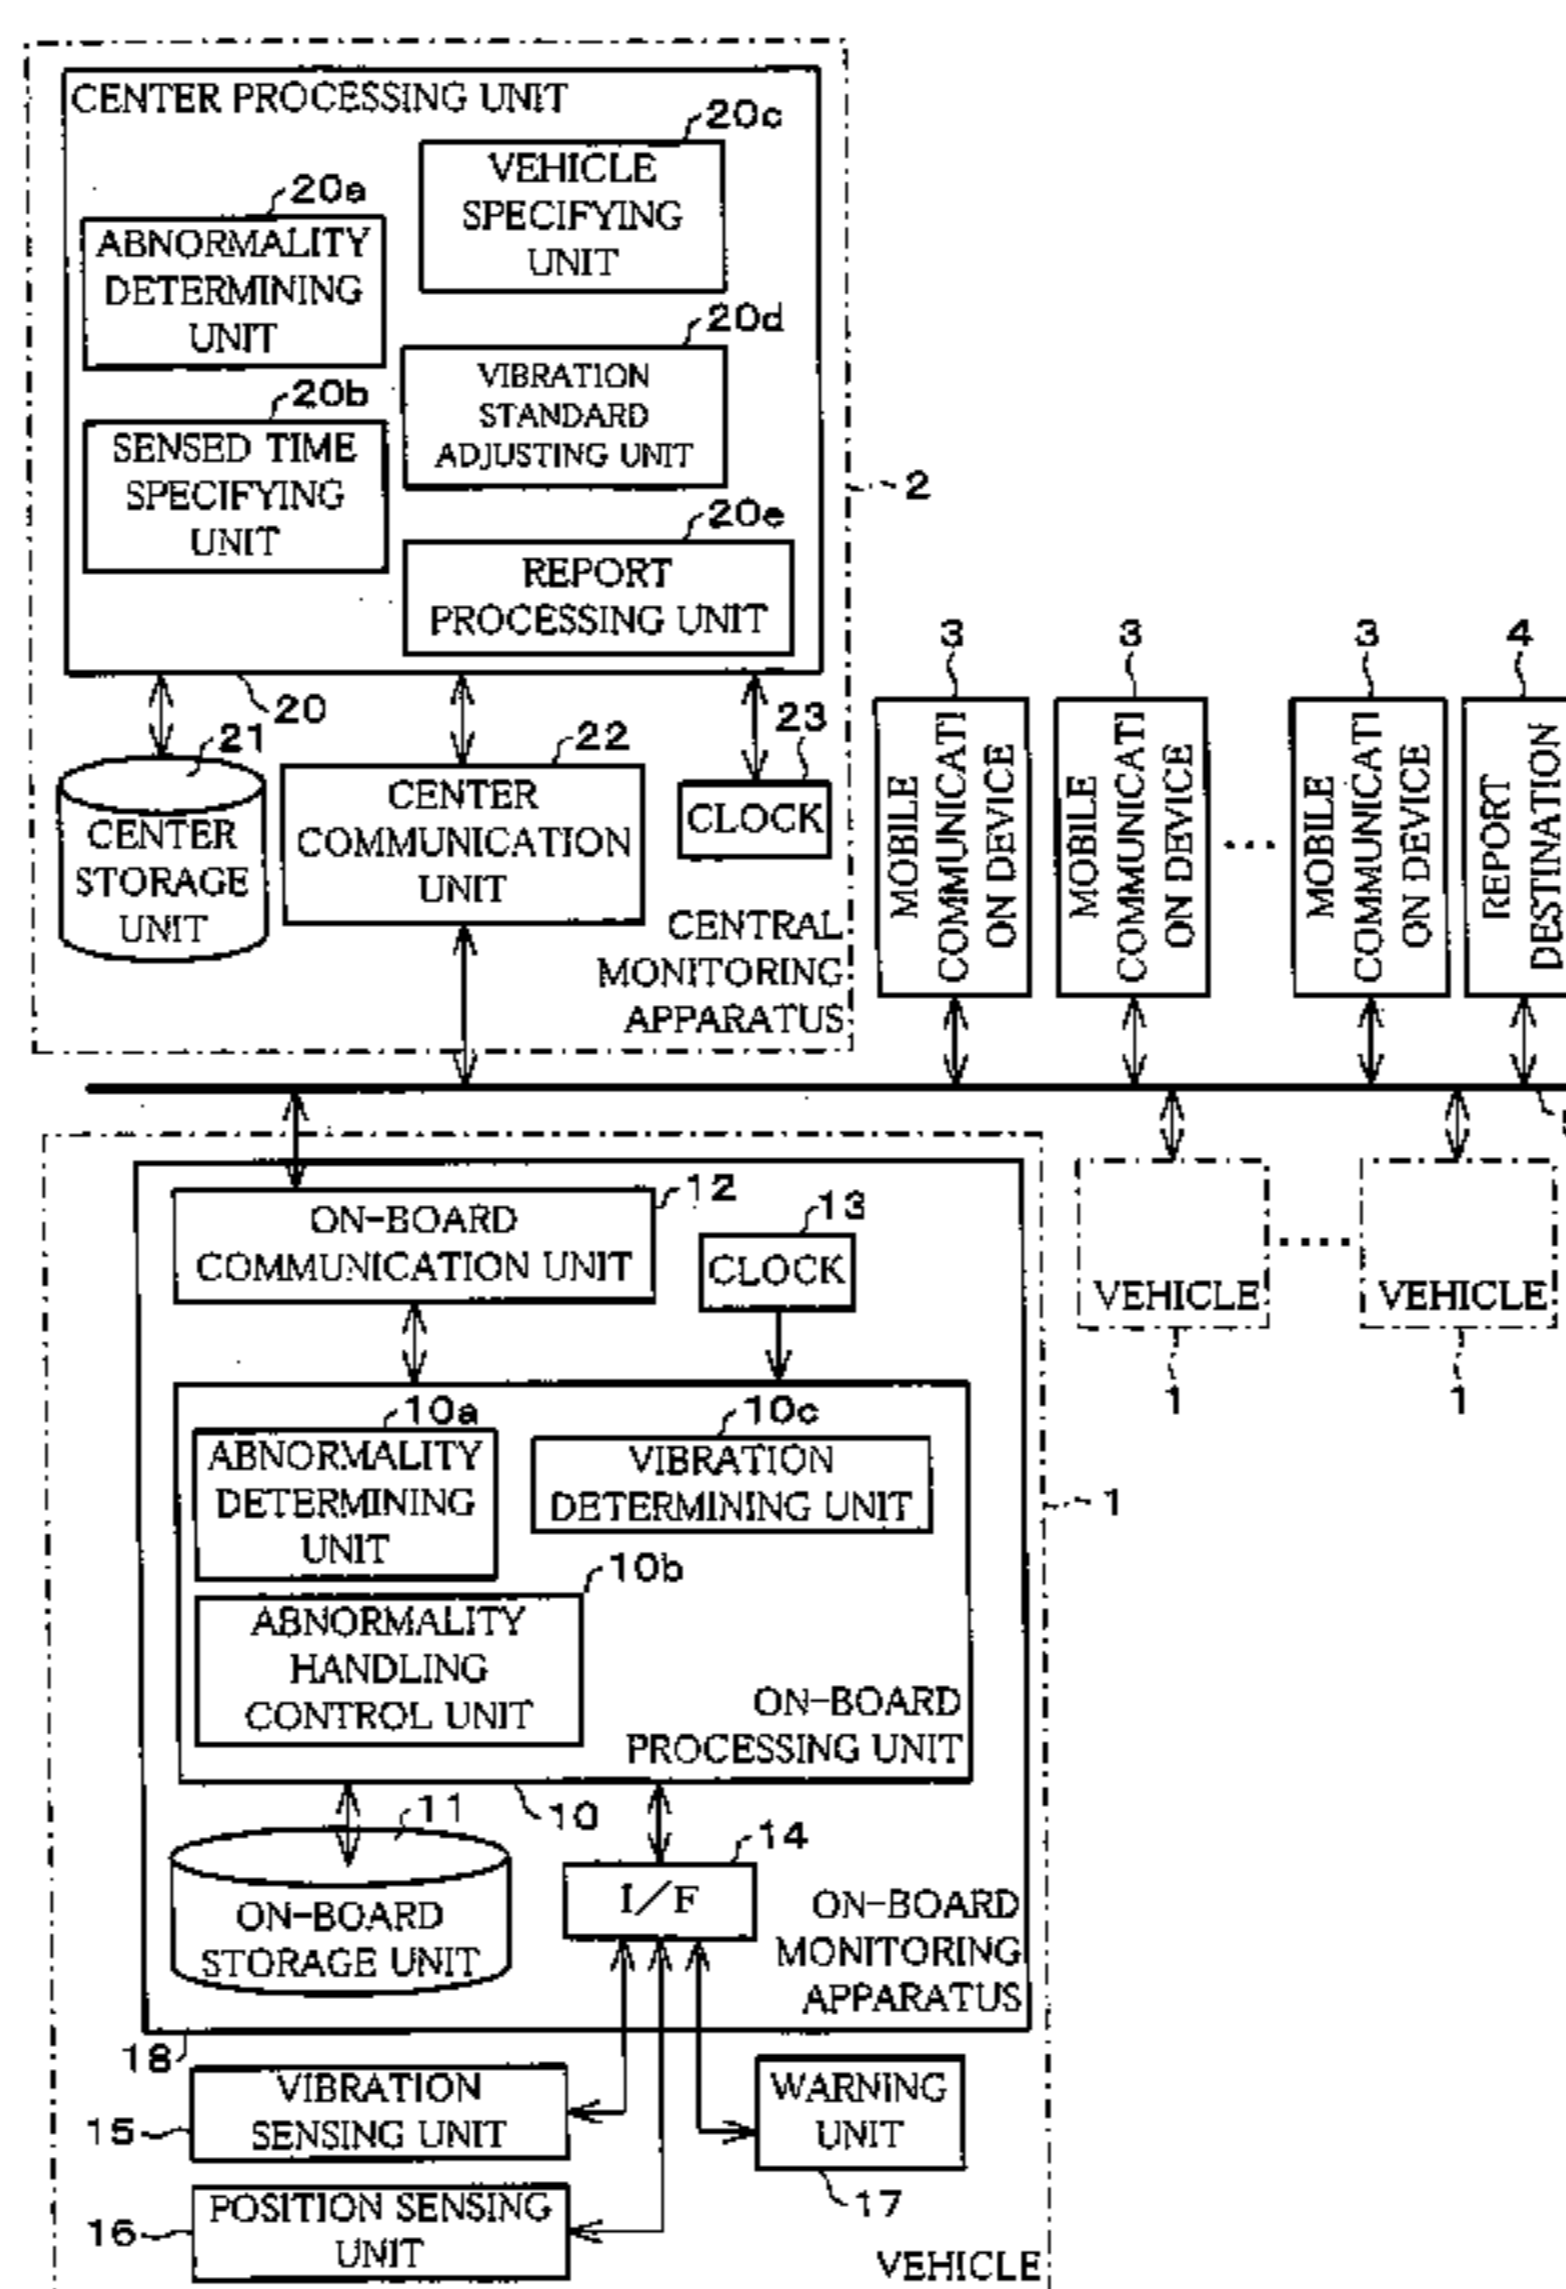 CENTER PROCESSING UNIT
20c
VEHICLE
SPECIFYING
UNIT
20a
ABNORMALITY
DETERMINING
UNIT
20d
VIBRATION
STANDARD
ADJUSTING UNIT
20b
SENSED TIME
SPECIFYING
UNIT
2
20e
REPORT
PROCESSING UNIT
20
21
CENTER
STORAGE
UNIT
22
CENTER
COMMUNICATION
UNIT
23
CLOCK
CENTRAL
MONITORING
APPARATUS
3
MOBILE
COMMUNICATI
ON DEVICE
3
MOBILE
COMMUNICATI
ON DEVICE
...
3
MOBILE
COMMUNICATI
ON DEVICE
4
REPORT
DESTINATION
12
ON-BOARD
COMMUNICATION UNIT
13
CLOCK
VEHICLE
1
....
VEHICLE
1
10a
ABNORMALITY
DETERMINING
UNIT
10c
VIBRATION
DETERMINING UNIT
1
10b
ABNORMALITY
HANDLING
CONTROL UNIT
ON-BOARD
PROCESSING UNIT
10
11
ON-BOARD
STORAGE UNIT
14
I/F
ON-BOARD
MONITORING
APPARATUS
18
15
VIBRATION
SENSING UNIT
WARNING
UNIT
17
16
POSITION SENSING
UNIT
VEHICLE